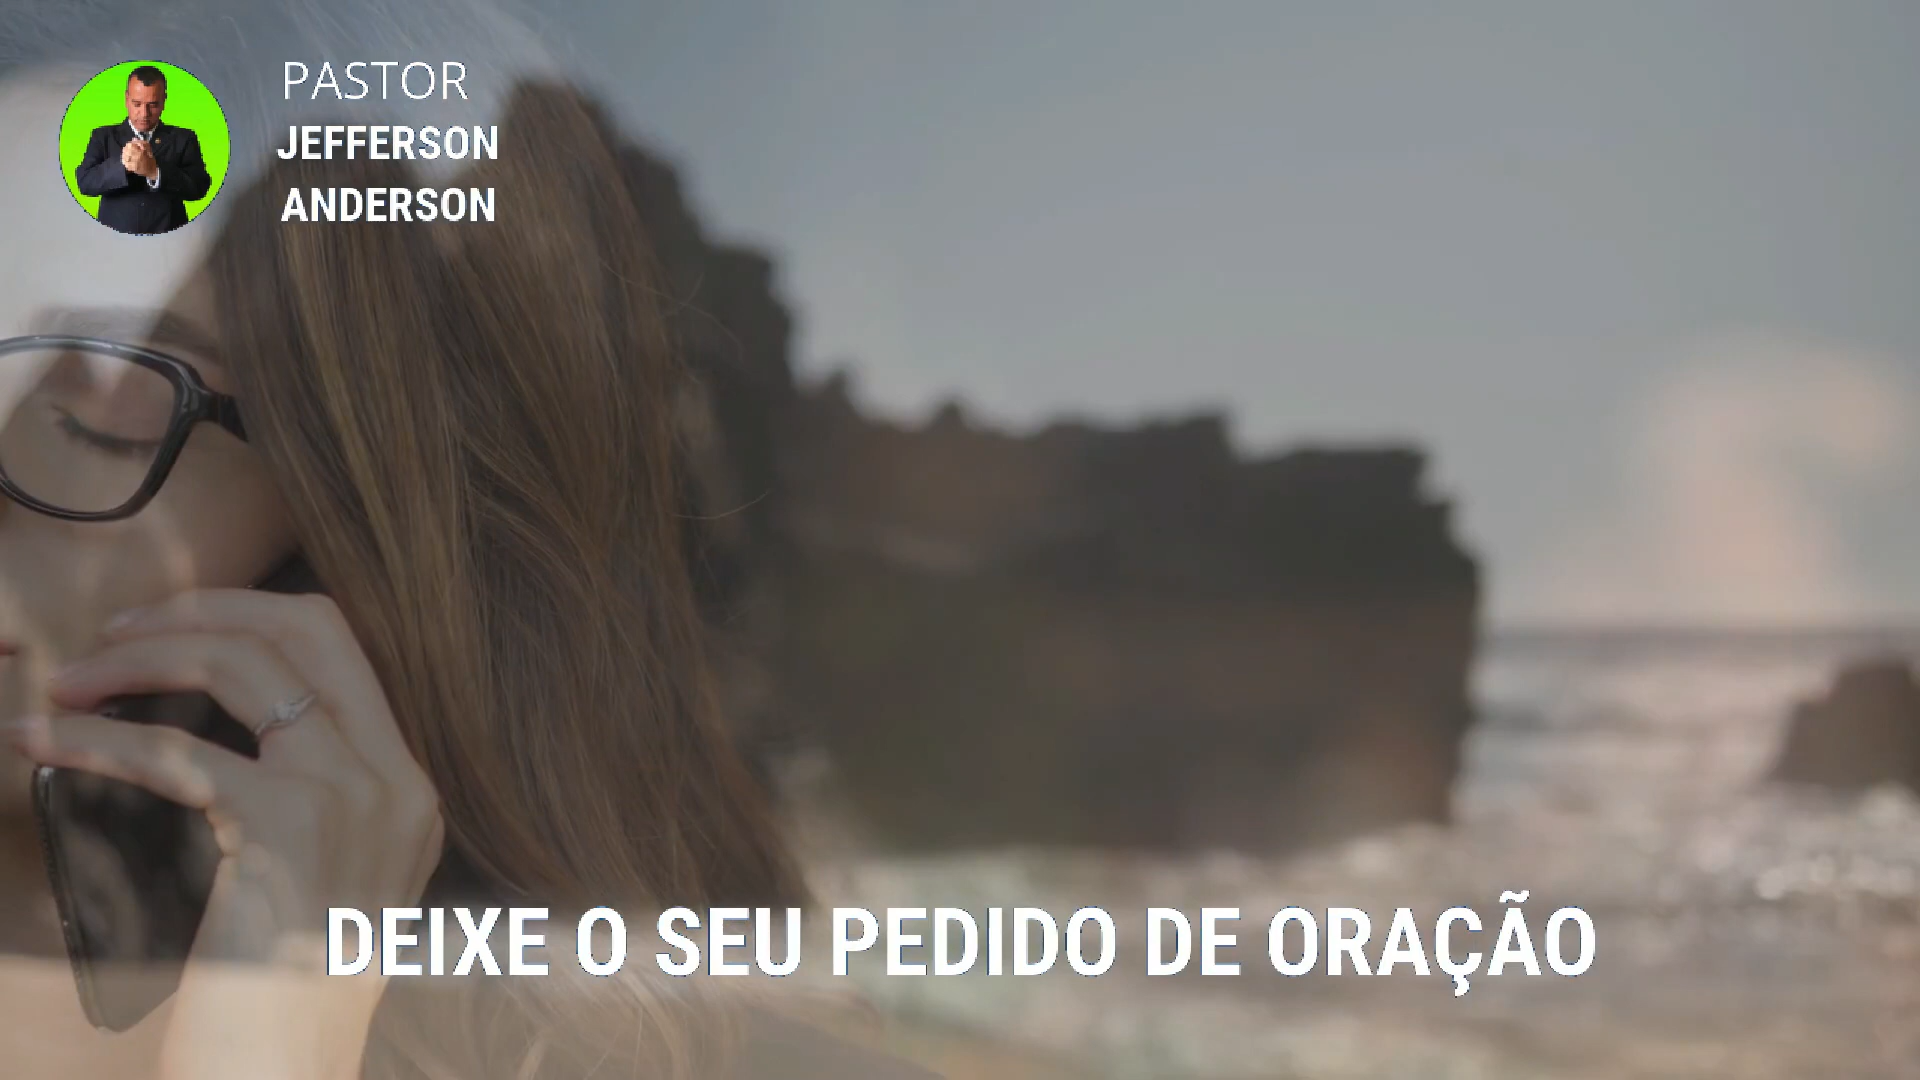 PASTOR
JEFFERSON
ANDERSON
DEIXE O SEU PEDIDO DE ORAÇÃO